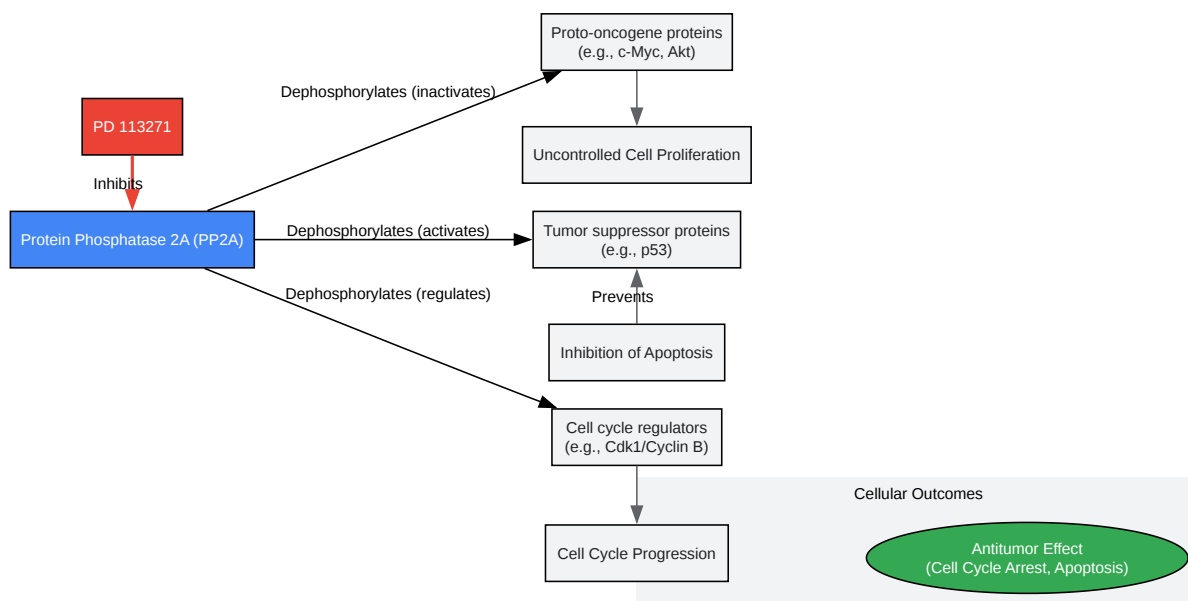 Proto-oncogene proteins
(e.g., c-Myc, Akt)
Dephosphorylates (inactivates)
PD 113271
Uncontrolled Cell Proliferation
Inhibits
Protein Phosphatase 2A (PP2A)
Dephosphorylates (activates)
Tumor suppressor proteins
(e.g., p53)
Dephosphorylates (regulates)
Prevents
Inhibition of Apoptosis
Cell cycle regulators
(e.g., Cdk1/Cyclin B)
Cellular Outcomes
Cell Cycle Progression
Antitumor Effect
(Cell Cycle Arrest, Apoptosis)